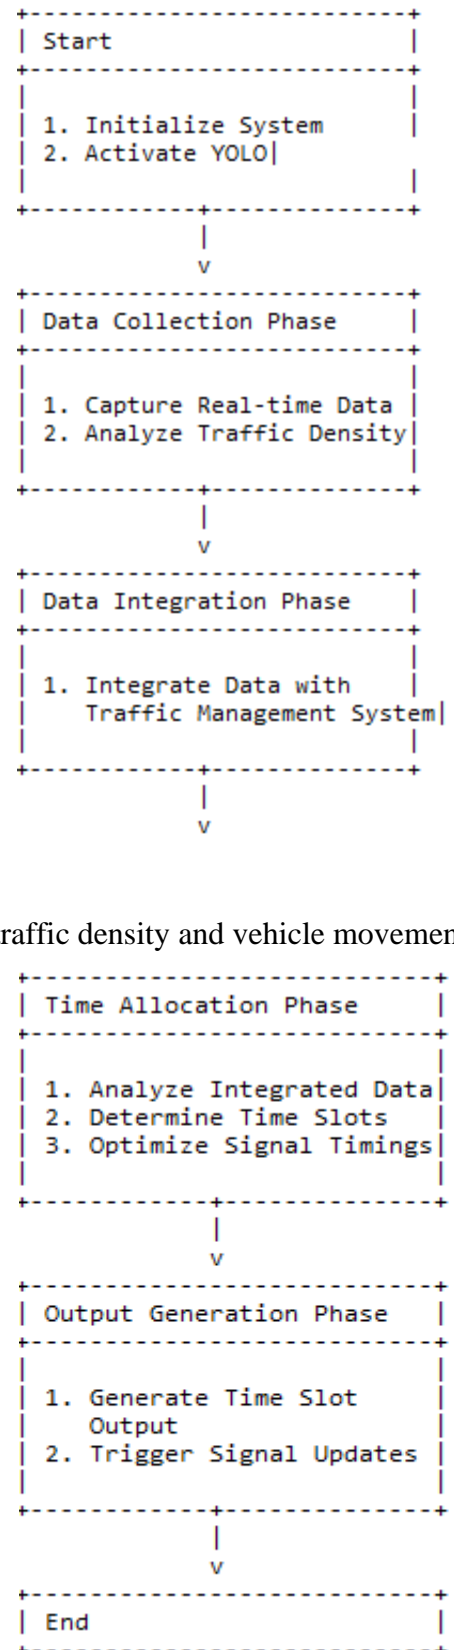 +----------------------------+
| Start                      |
+----------------------------+
|                            |
| 1. Initialize System       |
| 2. Activate YOLO|
|                            |
+------------+---------------+
             |
             v
+----------------------------+
| Data Collection Phase      |
+----------------------------+
|                            |
| 1. Capture Real-time Data  |
| 2. Analyze Traffic Density|
|                            |
+------------+---------------+
             |
             v
+----------------------------+
| Data Integration Phase     |
+----------------------------+
|                            |
| 1. Integrate Data with     |
|    Traffic Management System|
|                            |
+------------+---------------+
             |
             v
raffic density and vehicle movemen
+----------------------------+
| Time Allocation Phase      |
+----------------------------+
|                            |
| 1. Analyze Integrated Data|
| 2. Determine Time Slots    |
| 3. Optimize Signal Timings|
|                            |
+------------+---------------+
             |
             v
+----------------------------+
| Output Generation Phase    |
+----------------------------+
|                            |
| 1. Generate Time Slot      |
|    Output                  |
| 2. Trigger Signal Updates  |
|                            |
+------------+---------------+
             |
             v
+----------------------------+
| End                        |
+----------------------------+